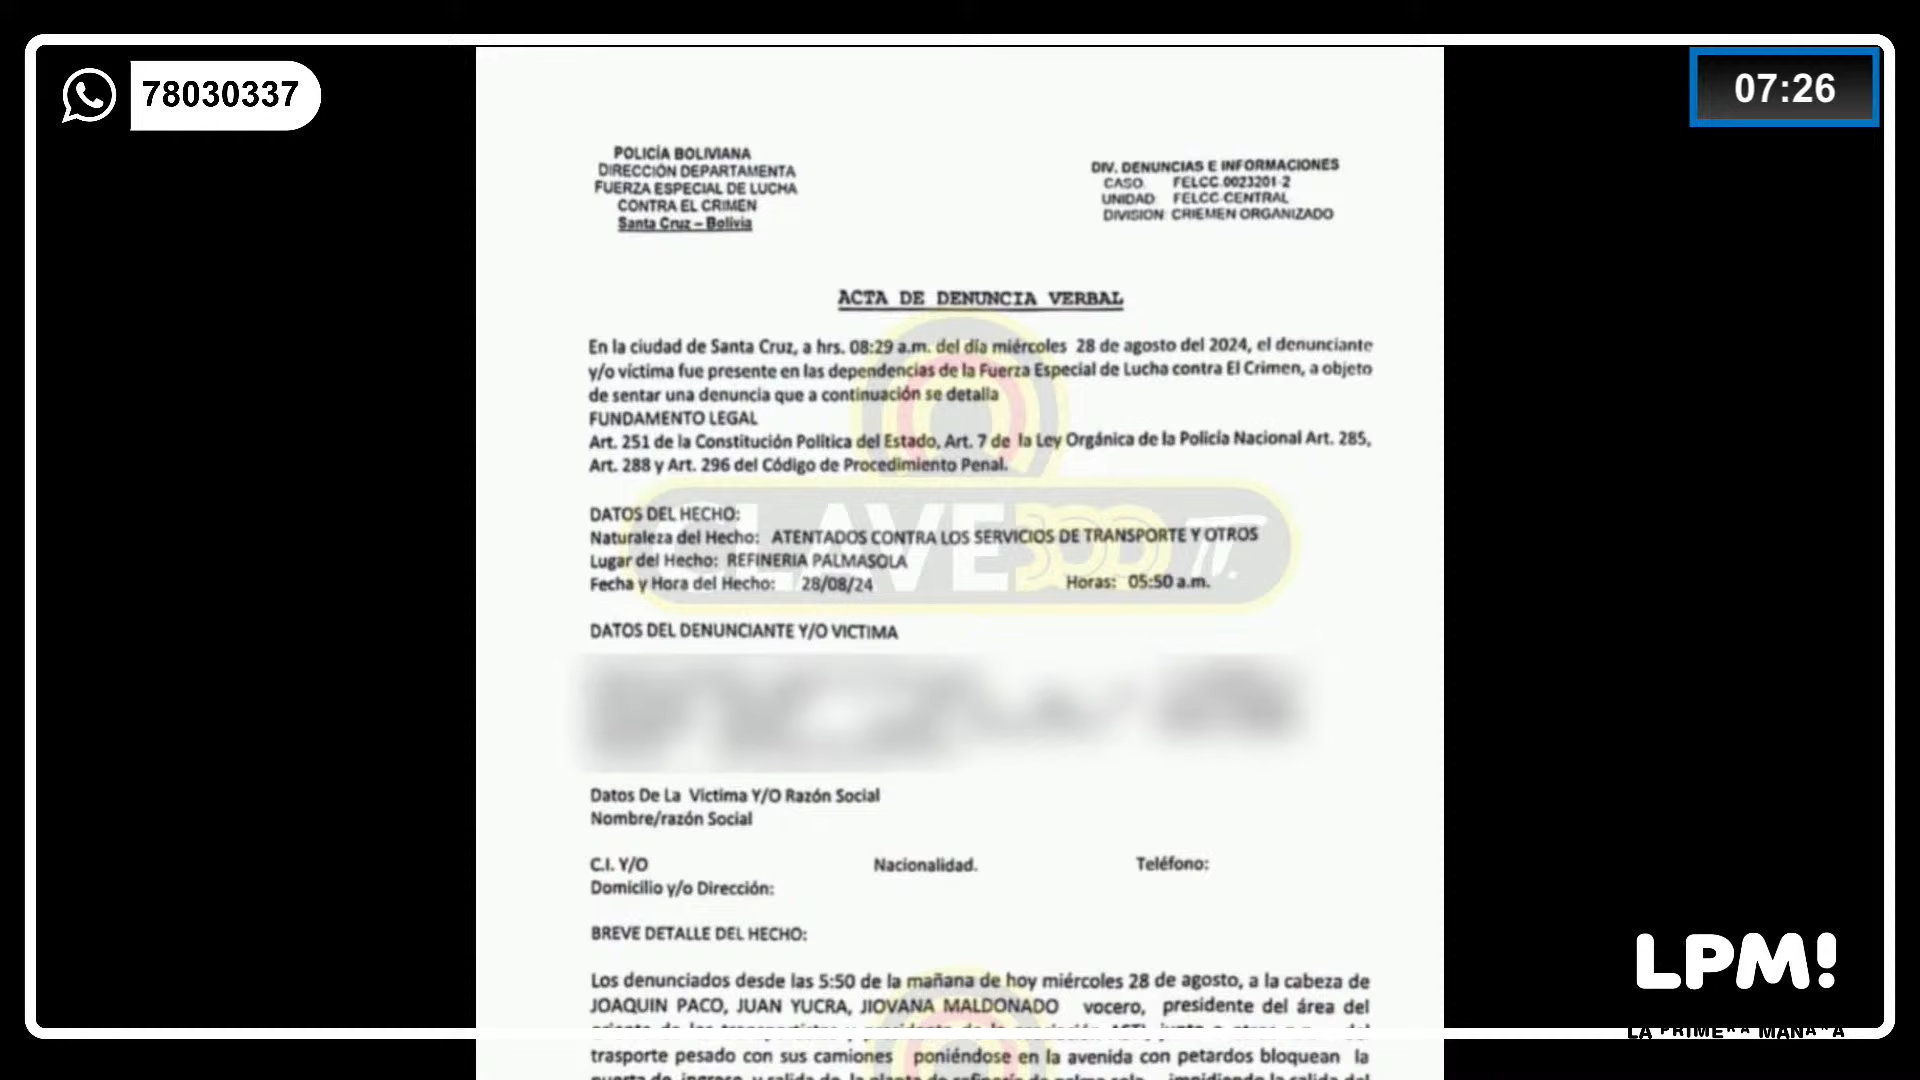 78030337
07:26
POLICÍA BOLIVIANA
DIRECCIÓN DEPARTAMENTA
FUERZA ESPECIAL DE LUCHA
CONTRA EL CRIMEN
Santa Cruz – Bolivia
DIV. DENUNCIAS E INFORMACIONES
CASO. FELCC.0023201-2
UNIDAD FELCC-CENTRAL
DIVISION: CRIEMEN ORGANIZADO
ACTA DE DENUNCIA VERBAL
En la ciudad de Santa Cruz, a hrs. 08:29 a.m. del día miércoles 28 de agosto del 2024, el denunciante
y/o víctima fue presente en las dependencias de la Fuerza Especial de Lucha contra El Crimen, a objeto
de sentar una denuncia que a continuación se detalla
FUNDAMENTO LEGAL
Art. 251 de la Constitución Política del Estado, Art. 7 de la Ley Orgánica de la Policía Nacional Art. 285,
Art. 288 y Art. 296 del Código de Procedimiento Penal.
CLAVE300 TV.
DATOS DEL HECHO:
Naturaleza del Hecho: ATENTADOS CONTRA LOS SERVICIOS DE TRANSPORTE Y OTROS
Lugar del Hecho: REFINERIA PALMASOLA
Fecha y Hora del Hecho: 28/08/24 Horas: 05:50 a.m.
DATOS DEL DENUNCIANTE Y/O VICTIMA
Datos De La Victima Y/O Razón Social
Nombre/razón Social
C.I. Y/O Nacionalidad. Teléfono:
Domicilio y/o Dirección:
BREVE DETALLE DEL HECHO:
Los denunciados desde las 5:50 de la mañana de hoy miércoles 28 de agosto, a la cabeza de
JOAQUIN PACO, JUAN YUCRA, JIOVANA MALDONADO vocero, presidente del área del
trasporte pesado con sus camiones poniéndose en la avenida con petardos bloquean la
LPM!
LA PRIMERA MAÑANA